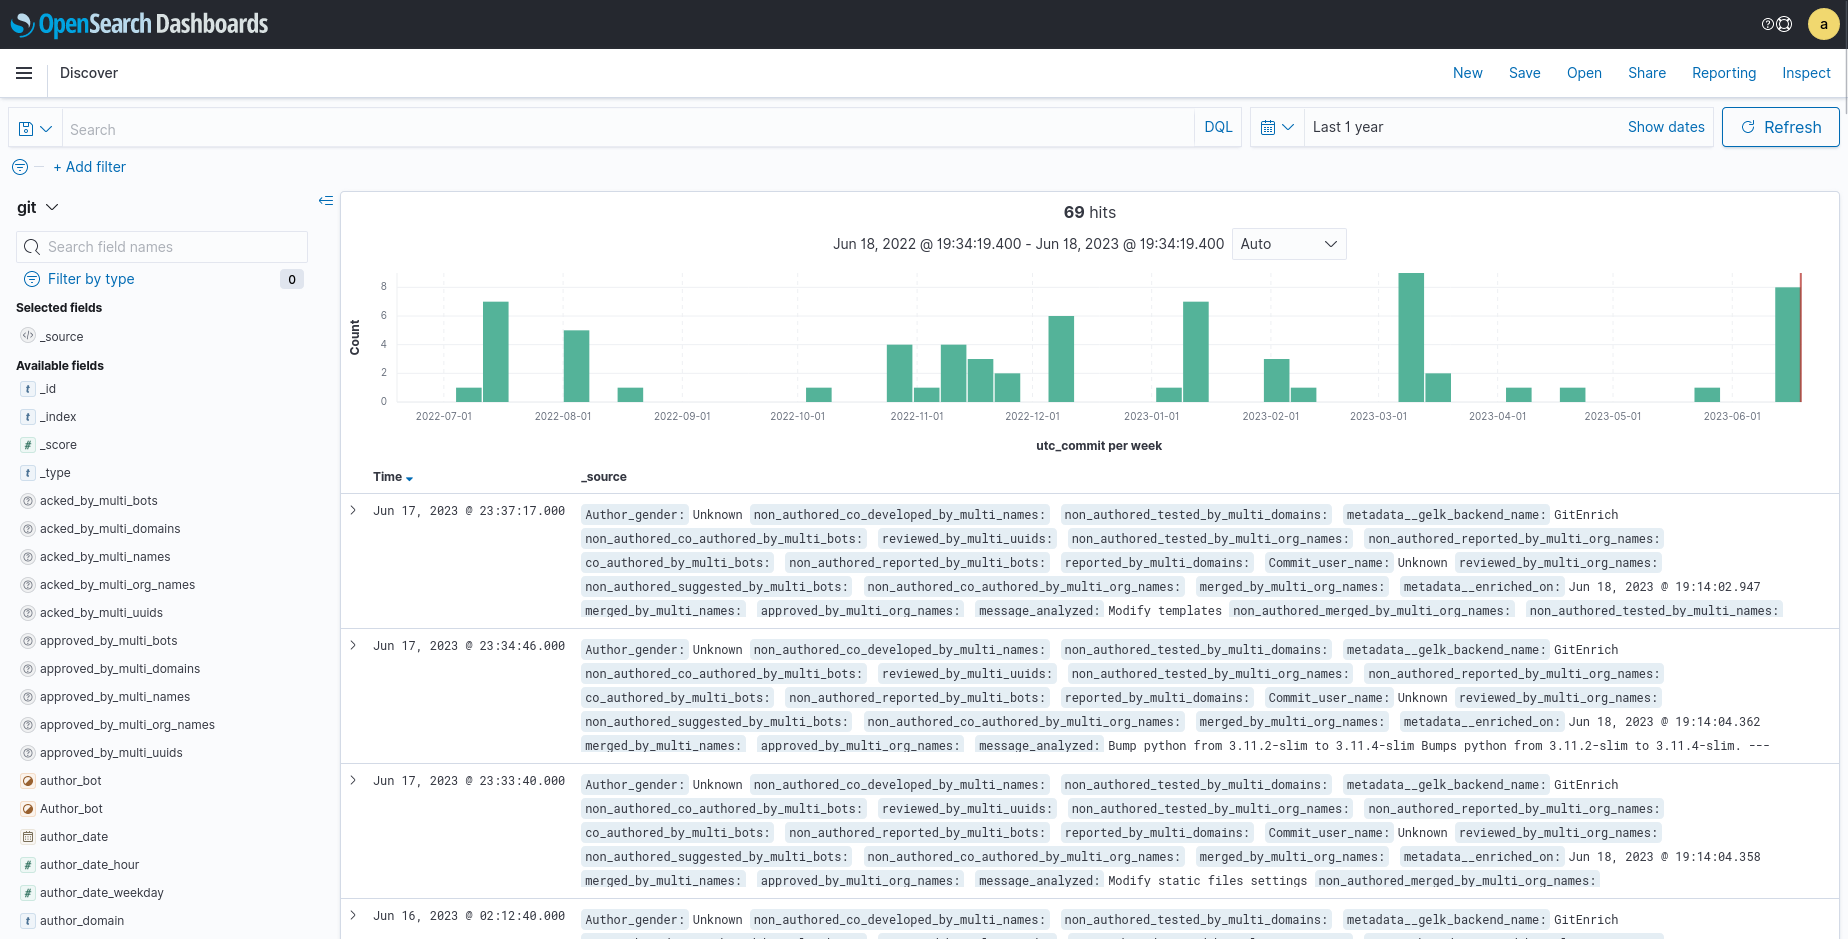 OpenSearch Dashboards
a
Discover
New Save Open Share Reporting Inspect
Search
DQL
Last 1 year
Show dates
Refresh
+ Add filter
git
Search field names
Filter by type
0
Selected fields
_source
Available fields
_id
_index
_score
_type
acked_by_multi_bots
acked_by_multi_domains
acked_by_multi_names
acked_by_multi_org_names
acked_by_multi_uuids
approved_by_multi_bots
approved_by_multi_domains
approved_by_multi_names
approved_by_multi_org_names
approved_by_multi_uuids
author_bot
Author_bot
author_date
author_date_hour
author_date_weekday
author_domain
69 hits
Jun 18, 2022 @ 19:34:19.400 - Jun 18, 2023 @ 19:34:19.400
Auto
Count
8
6
4
2
0
2022-07-01 2022-08-01 2022-09-01 2022-10-01 2022-11-01 2022-12-01 2023-01-01 2023-02-01 2023-03-01 2023-04-01 2023-05-01 2023-06-01
utc_commit per week
Time _source
Jun 17, 2023 @ 23:37:17.000
Author_gender: Unknown non_authored_co_developed_by_multi_names: non_authored_tested_by_multi_domains: metadata__gelk_backend_name: GitEnrich
non_authored_co_authored_by_multi_bots: reviewed_by_multi_uuids: non_authored_tested_by_multi_org_names: non_authored_reported_by_multi_org_names:
co_authored_by_multi_bots: non_authored_reported_by_multi_bots: reported_by_multi_domains: Commit_user_name: Unknown reviewed_by_multi_org_names:
non_authored_suggested_by_multi_bots: non_authored_co_authored_by_multi_org_names: merged_by_multi_org_names: metadata__enriched_on: Jun 18, 2023 @ 19:14:02.947
merged_by_multi_names: approved_by_multi_org_names: message_analyzed: Modify templates non_authored_merged_by_multi_org_names: non_authored_tested_by_multi_names:
Jun 17, 2023 @ 23:34:46.000
Author_gender: Unknown non_authored_co_developed_by_multi_names: non_authored_tested_by_multi_domains: metadata__gelk_backend_name: GitEnrich
non_authored_co_authored_by_multi_bots: reviewed_by_multi_uuids: non_authored_tested_by_multi_org_names: non_authored_reported_by_multi_org_names:
co_authored_by_multi_bots: non_authored_reported_by_multi_bots: reported_by_multi_domains: Commit_user_name: Unknown reviewed_by_multi_org_names:
non_authored_suggested_by_multi_bots: non_authored_co_authored_by_multi_org_names: merged_by_multi_org_names: metadata__enriched_on: Jun 18, 2023 @ 19:14:04.362
merged_by_multi_names: approved_by_multi_org_names: message_analyzed: Bump python from 3.11.2-slim to 3.11.4-slim Bumps python from 3.11.2-slim to 3.11.4-slim. ---
Jun 17, 2023 @ 23:33:40.000
Author_gender: Unknown non_authored_co_developed_by_multi_names: non_authored_tested_by_multi_domains: metadata__gelk_backend_name: GitEnrich
non_authored_co_authored_by_multi_bots: reviewed_by_multi_uuids: non_authored_tested_by_multi_org_names: non_authored_reported_by_multi_org_names:
co_authored_by_multi_bots: non_authored_reported_by_multi_bots: reported_by_multi_domains: Commit_user_name: Unknown reviewed_by_multi_org_names:
non_authored_suggested_by_multi_bots: non_authored_co_authored_by_multi_org_names: merged_by_multi_org_names: metadata__enriched_on: Jun 18, 2023 @ 19:14:04.358
merged_by_multi_names: approved_by_multi_org_names: message_analyzed: Modify static files settings non_authored_merged_by_multi_org_names:
Jun 16, 2023 @ 02:12:40.000
Author_gender: Unknown non_authored_co_developed_by_multi_names: non_authored_tested_by_multi_domains: metadata__gelk_backend_name: GitEnrich